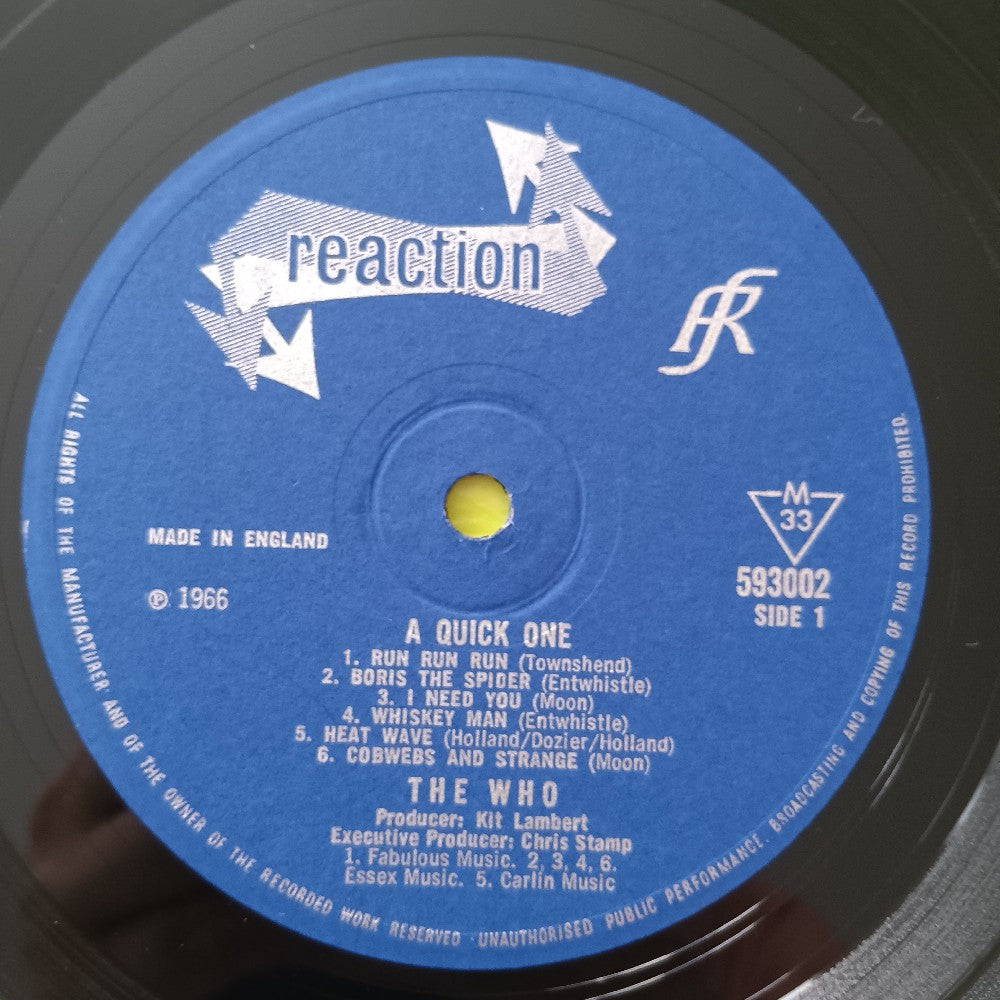 reaction
fR
M
33
593002
SIDE 1
MADE IN ENGLAND
℗ 1966
A QUICK ONE
1. RUN RUN RUN (Townshend)
2. BORIS THE SPIDER (Entwhistle)
3. I NEED YOU (Moon)
4. WHISKEY MAN (Entwhistle)
5. HEAT WAVE (Holland/Dozier/Holland)
6. COBWEBS AND STRANGE (Moon)
THE WHO
Producer: Kit Lambert
Executive Producer: Chris Stamp
1. Fabulous Music. 2, 3, 4, 6.
Essex Music. 5. Carlin Music
ALL RIGHTS OF THE MANUFACTURER AND OF THE OWNER OF THE RECORDED WORK RESERVED · UNAUTHORISED PUBLIC PERFORMANCE. BROADCASTING AND COPYING OF THIS RECORD PROHIBITED.